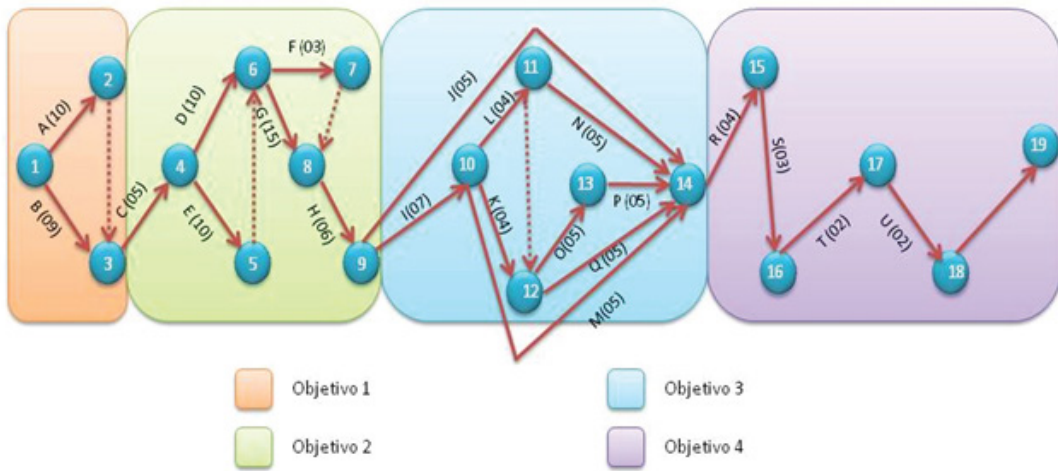 1
A (10)
2
B (09)
3
C (05)
4
D (10)
E (10)
5
6
F (03)
7
G (15)
8
H (06)
9
J(05)
I(07)
10
L (04)
11
K (04)
12
N (05)
13
O(05)
P (05)
Q (05)
M(05)
14
R (04)
15
S(03)
16
T (02)
17
U (02)
18
19
Objetivo 1
Objetivo 3
Objetivo 2
Objetivo 4